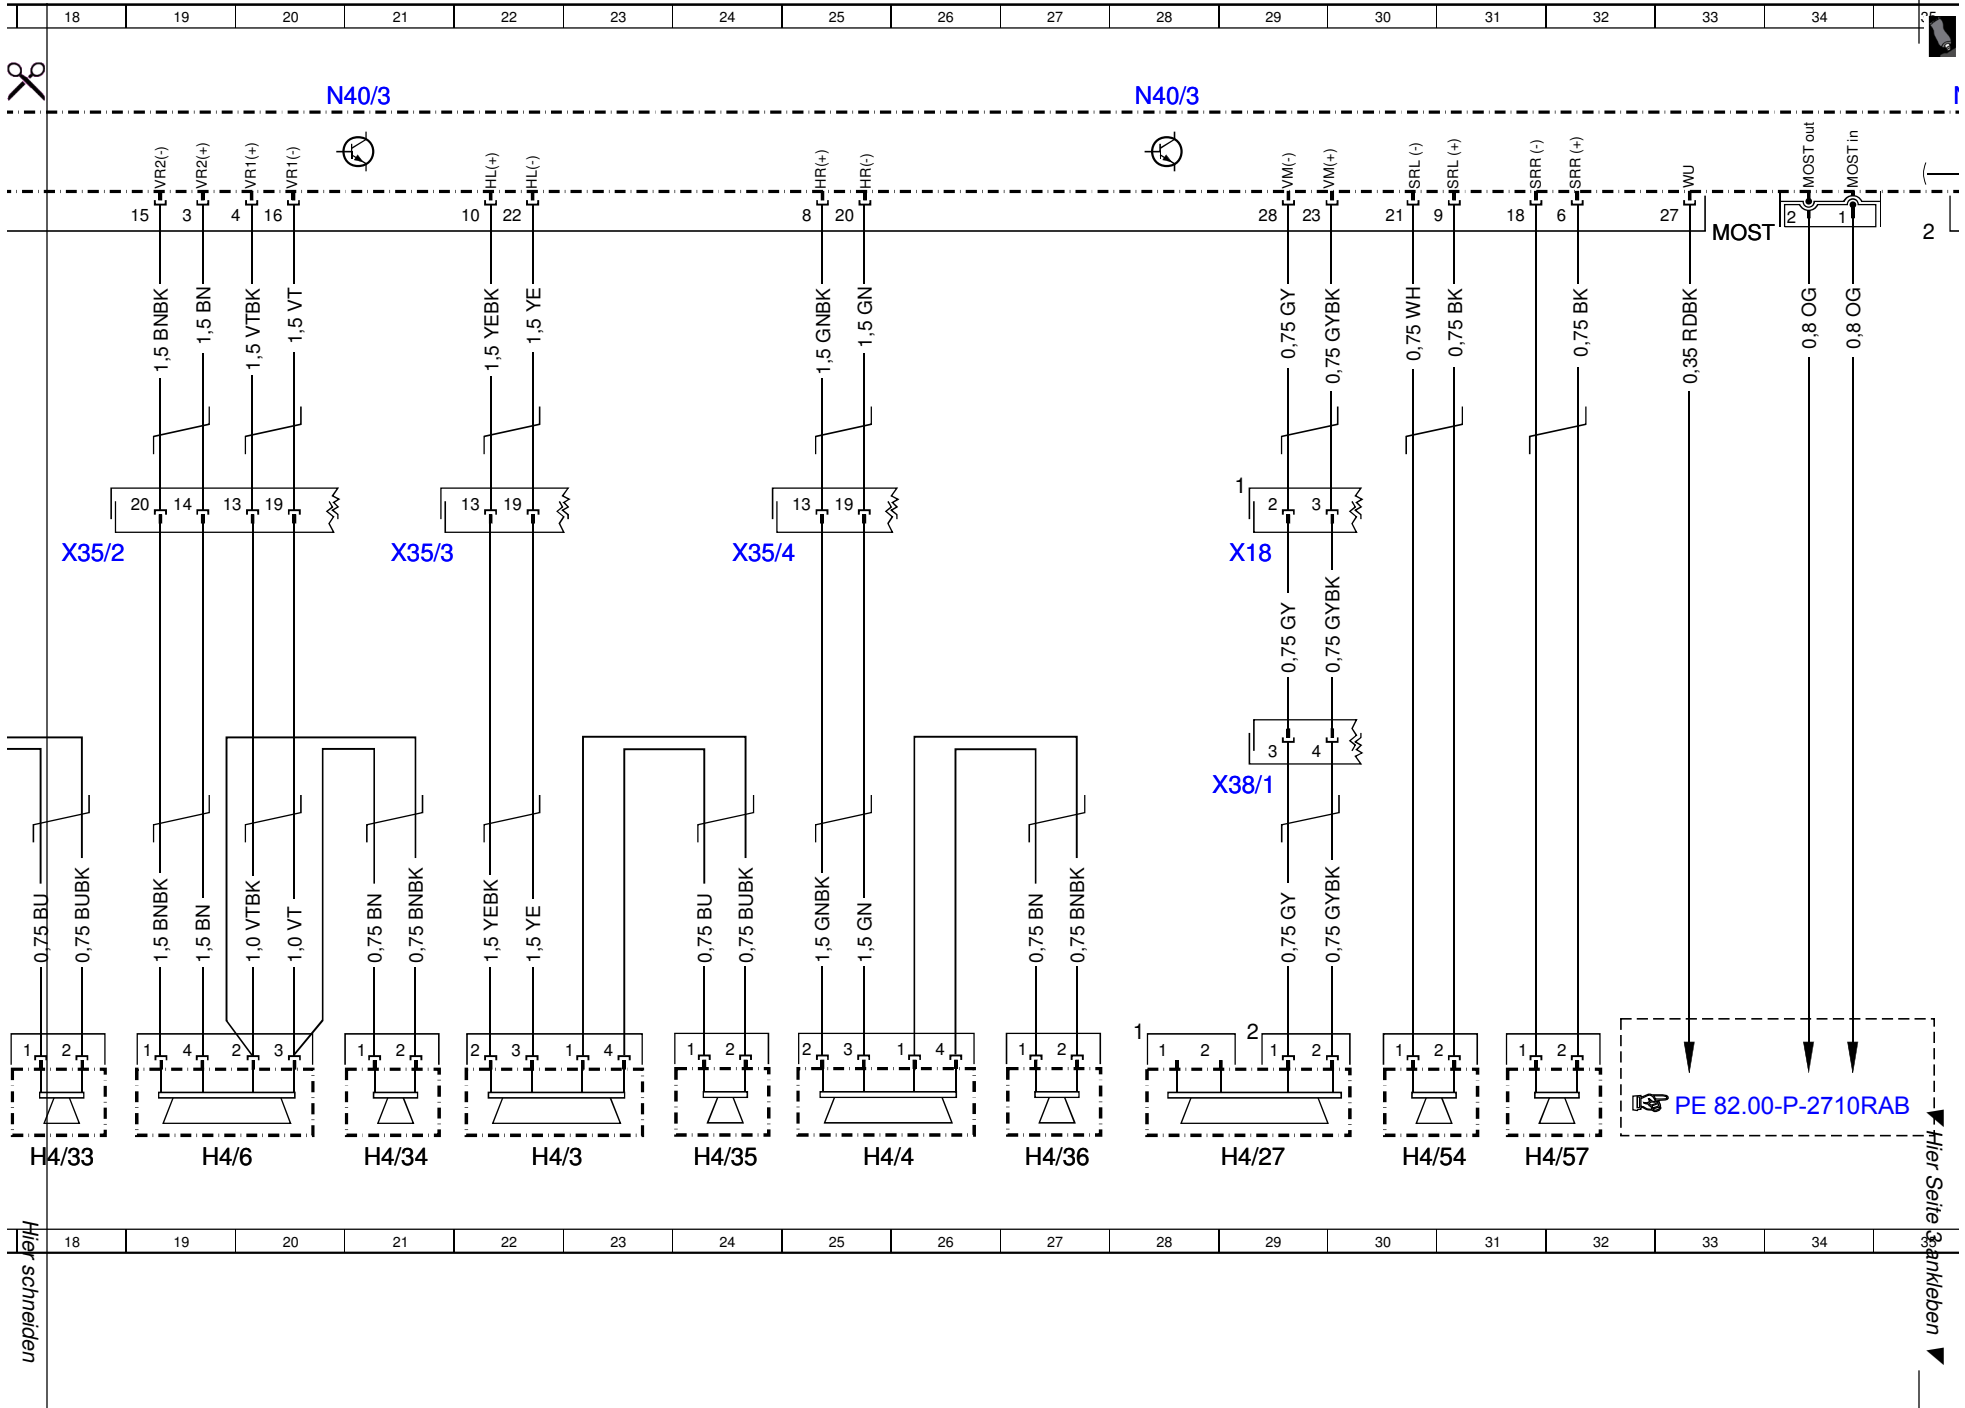 18 19 20 21 22 23 24 25 26 27 28 29 30 31 32 33 34 35
N40/3 N40/3
VR2(-) VR2(+) VR1(+) VR1(-) HL(+) HL(-) HR(+) HR(-) VM(-) VM(+) SRL (-) SRL (+) SRR (-) SRR (+) WU MOST out MOST in
15 3 4 16 10 22 8 20 28 23 21 9 18 6 27 2 1
MOST 2
1,5 BNBK 1,5 BN 1,5 VTBK 1,5 VT 1,5 YEBK 1,5 YE 1,5 GNBK 1,5 GN 0,75 GY 0,75 GYBK 0,75 WH 0,75 BK 0,75 BK 0,35 RDBK 0,8 OG 0,8 OG
1
20 14 13 19 13 19 13 19 2 3
X35/2 X35/3 X35/4 X18
0,75 GY 0,75 GYBK
3 4
X38/1
0,75 BU 0,75 BUBK 1,5 BNBK 1,5 BN 1,0 VTBK 1,0 VT 0,75 BN 0,75 BNBK 1,5 YEBK 1,5 YE 0,75 BU 0,75 BUBK 1,5 GNBK 1,5 GN 0,75 BN 0,75 BNBK 0,75 GY 0,75 GYBK
1 2
1 2 1 4 2 3 1 2 2 3 1 4 1 2 2 3 1 4 1 2 1 2 1 2 1 2 1 2
PE 82.00-P-2710RAB
H4/33 H4/6 H4/34 H4/3 H4/35 H4/4 H4/36 H4/27 H4/54 H4/57
Hier schneiden
Hier Seite 3 ankleben
18 19 20 21 22 23 24 25 26 27 28 29 30 31 32 33 34 35